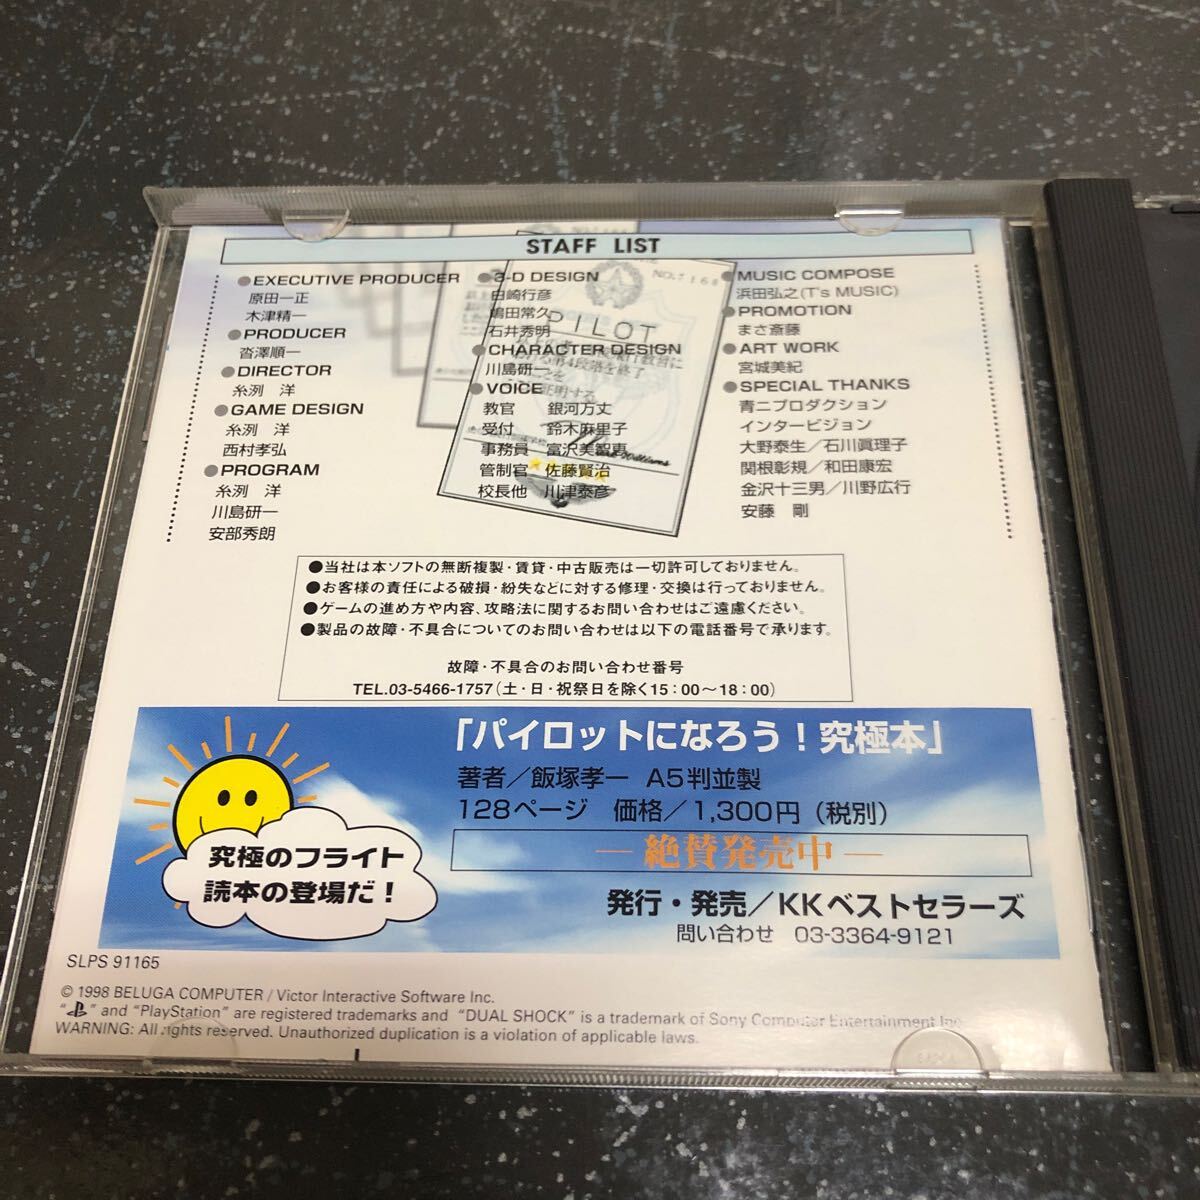 STAFF LIST
●EXECUTIVE PRODUCER
原田一正
木津精一
●PRODUCER
沓澤順一
●DIRECTOR
糸洌 洋
●GAME DESIGN
糸洌 洋
西村孝弘
●PROGRAM
糸洌 洋
川島研一
安部秀朗
●3-D DESIGN
白崎行彦
嶋田常久
石井秀明
●CHARACTER DESIGN
川島研一
●VOICE
教官 銀河万丈
受付 鈴木麻里子
事務員 富沢美智恵
管制官 佐藤賢治
校長他 川津泰彦
NO.7168
PILOT
●MUSIC COMPOSE
浜田弘之(T's MUSIC)
●PROMOTION
まさ斎藤
●ART WORK
宮城美紀
●SPECIAL THANKS
青ニプロダクション
インタービジョン
大野泰生／石川眞理子
関根彰規／和田康宏
金沢十三男／川野広行
安藤 剛
●当社は本ソフトの無断複製・賃貸・中古販売は一切許可しておりません。
●お客様の責任による破損・紛失などに対する修理・交換は行っておりません。
●ゲームの進め方や内容、攻略法に関するお問い合わせはご遠慮ください。
●製品の故障・不具合についてのお問い合わせは以下の電話番号で承ります。
故障・不具合のお問い合わせ番号
TEL.03-5466-1757(土・日・祝祭日を除く15：00〜18：00)
「パイロットになろう！究極本」
著者／飯塚孝一 A5判並製
128ページ 価格／1,300円（税別）
― 絶賛発売中 ―
究極のフライト
読本の登場だ！
発行・発売／KKベストセラーズ
問い合わせ 03-3364-9121
SLPS 91165
© 1998 BELUGA COMPUTER / Victor Interactive Software Inc.
" " and "PlayStation" are registered trademarks and "DUAL SHOCK" is a trademark of Sony Computer Entertainment Inc.
WARNING: All rights reserved. Unauthorized duplication is a violation of applicable laws.